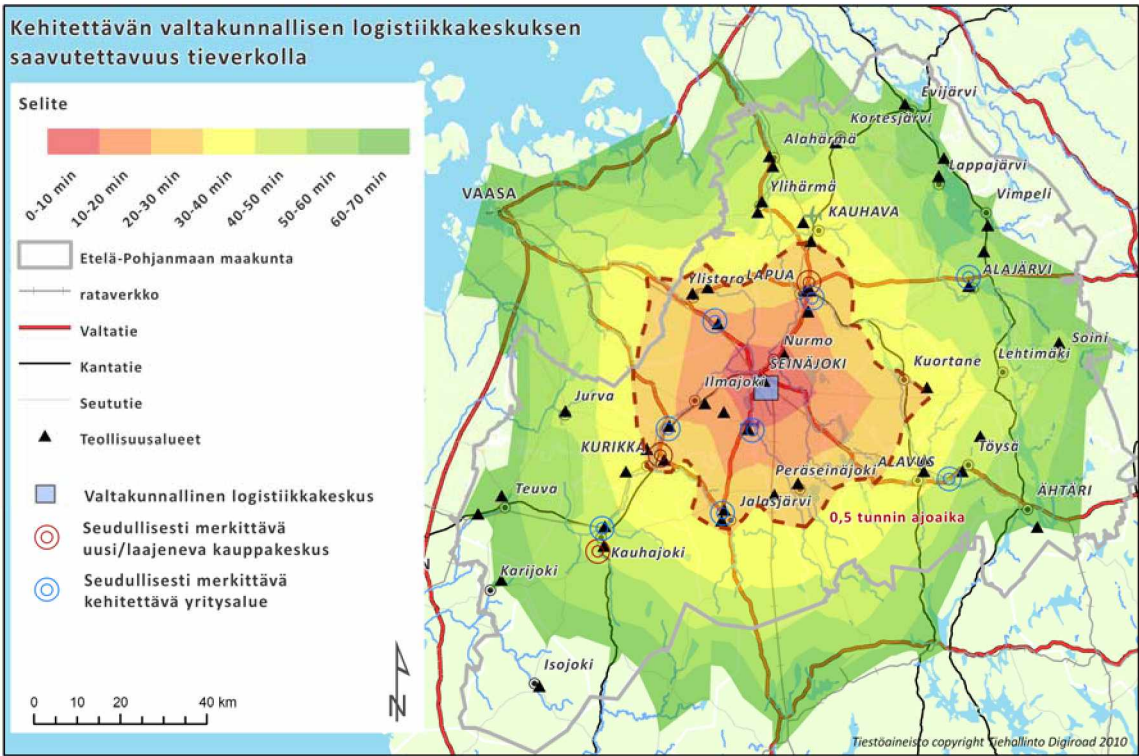 Kehitettävän valtakunnallisen logistiikkakeskuksen
saavutettavuus tieverkolla
Selite
0-10 min
10-20 min
20-30 min
30-40 min
40-50 min
50-60 min
60-70 min
Etelä-Pohjanmaan maakunta
rataverkko
Valtatie
Kantatie
Seututie
Teollisuusalueet
Valtakunnallinen logistiikkakeskus
Seudullisesti merkittävä
uusi/laajeneva kauppakeskus
Seudullisesti merkittävä
kehitettävä yritysalue
0 10 20 40 km
N
Evijärvi
Kortesjärvi
Alahärmä
Lappajärvi
VAASA
Ylihärmä
Vimpeli
KAUHAVA
Ylistaro
LAPUA
ALAJÄRVI
Nurmo
Soini
SEINÄJOKI
Kuortane
Lehtimäki
Ilmajoki
Jurva
KURIKKA
Töysä
Peräseinäjoki
ALAVUS
Teuva
Jalasjärvi
0,5 tunnin ajoaika
ÄHTÄRI
Kauhajoki
N
Karijoki
Isojoki
Tiestöaineisto copyright Tiehallinto Digiroad 2010